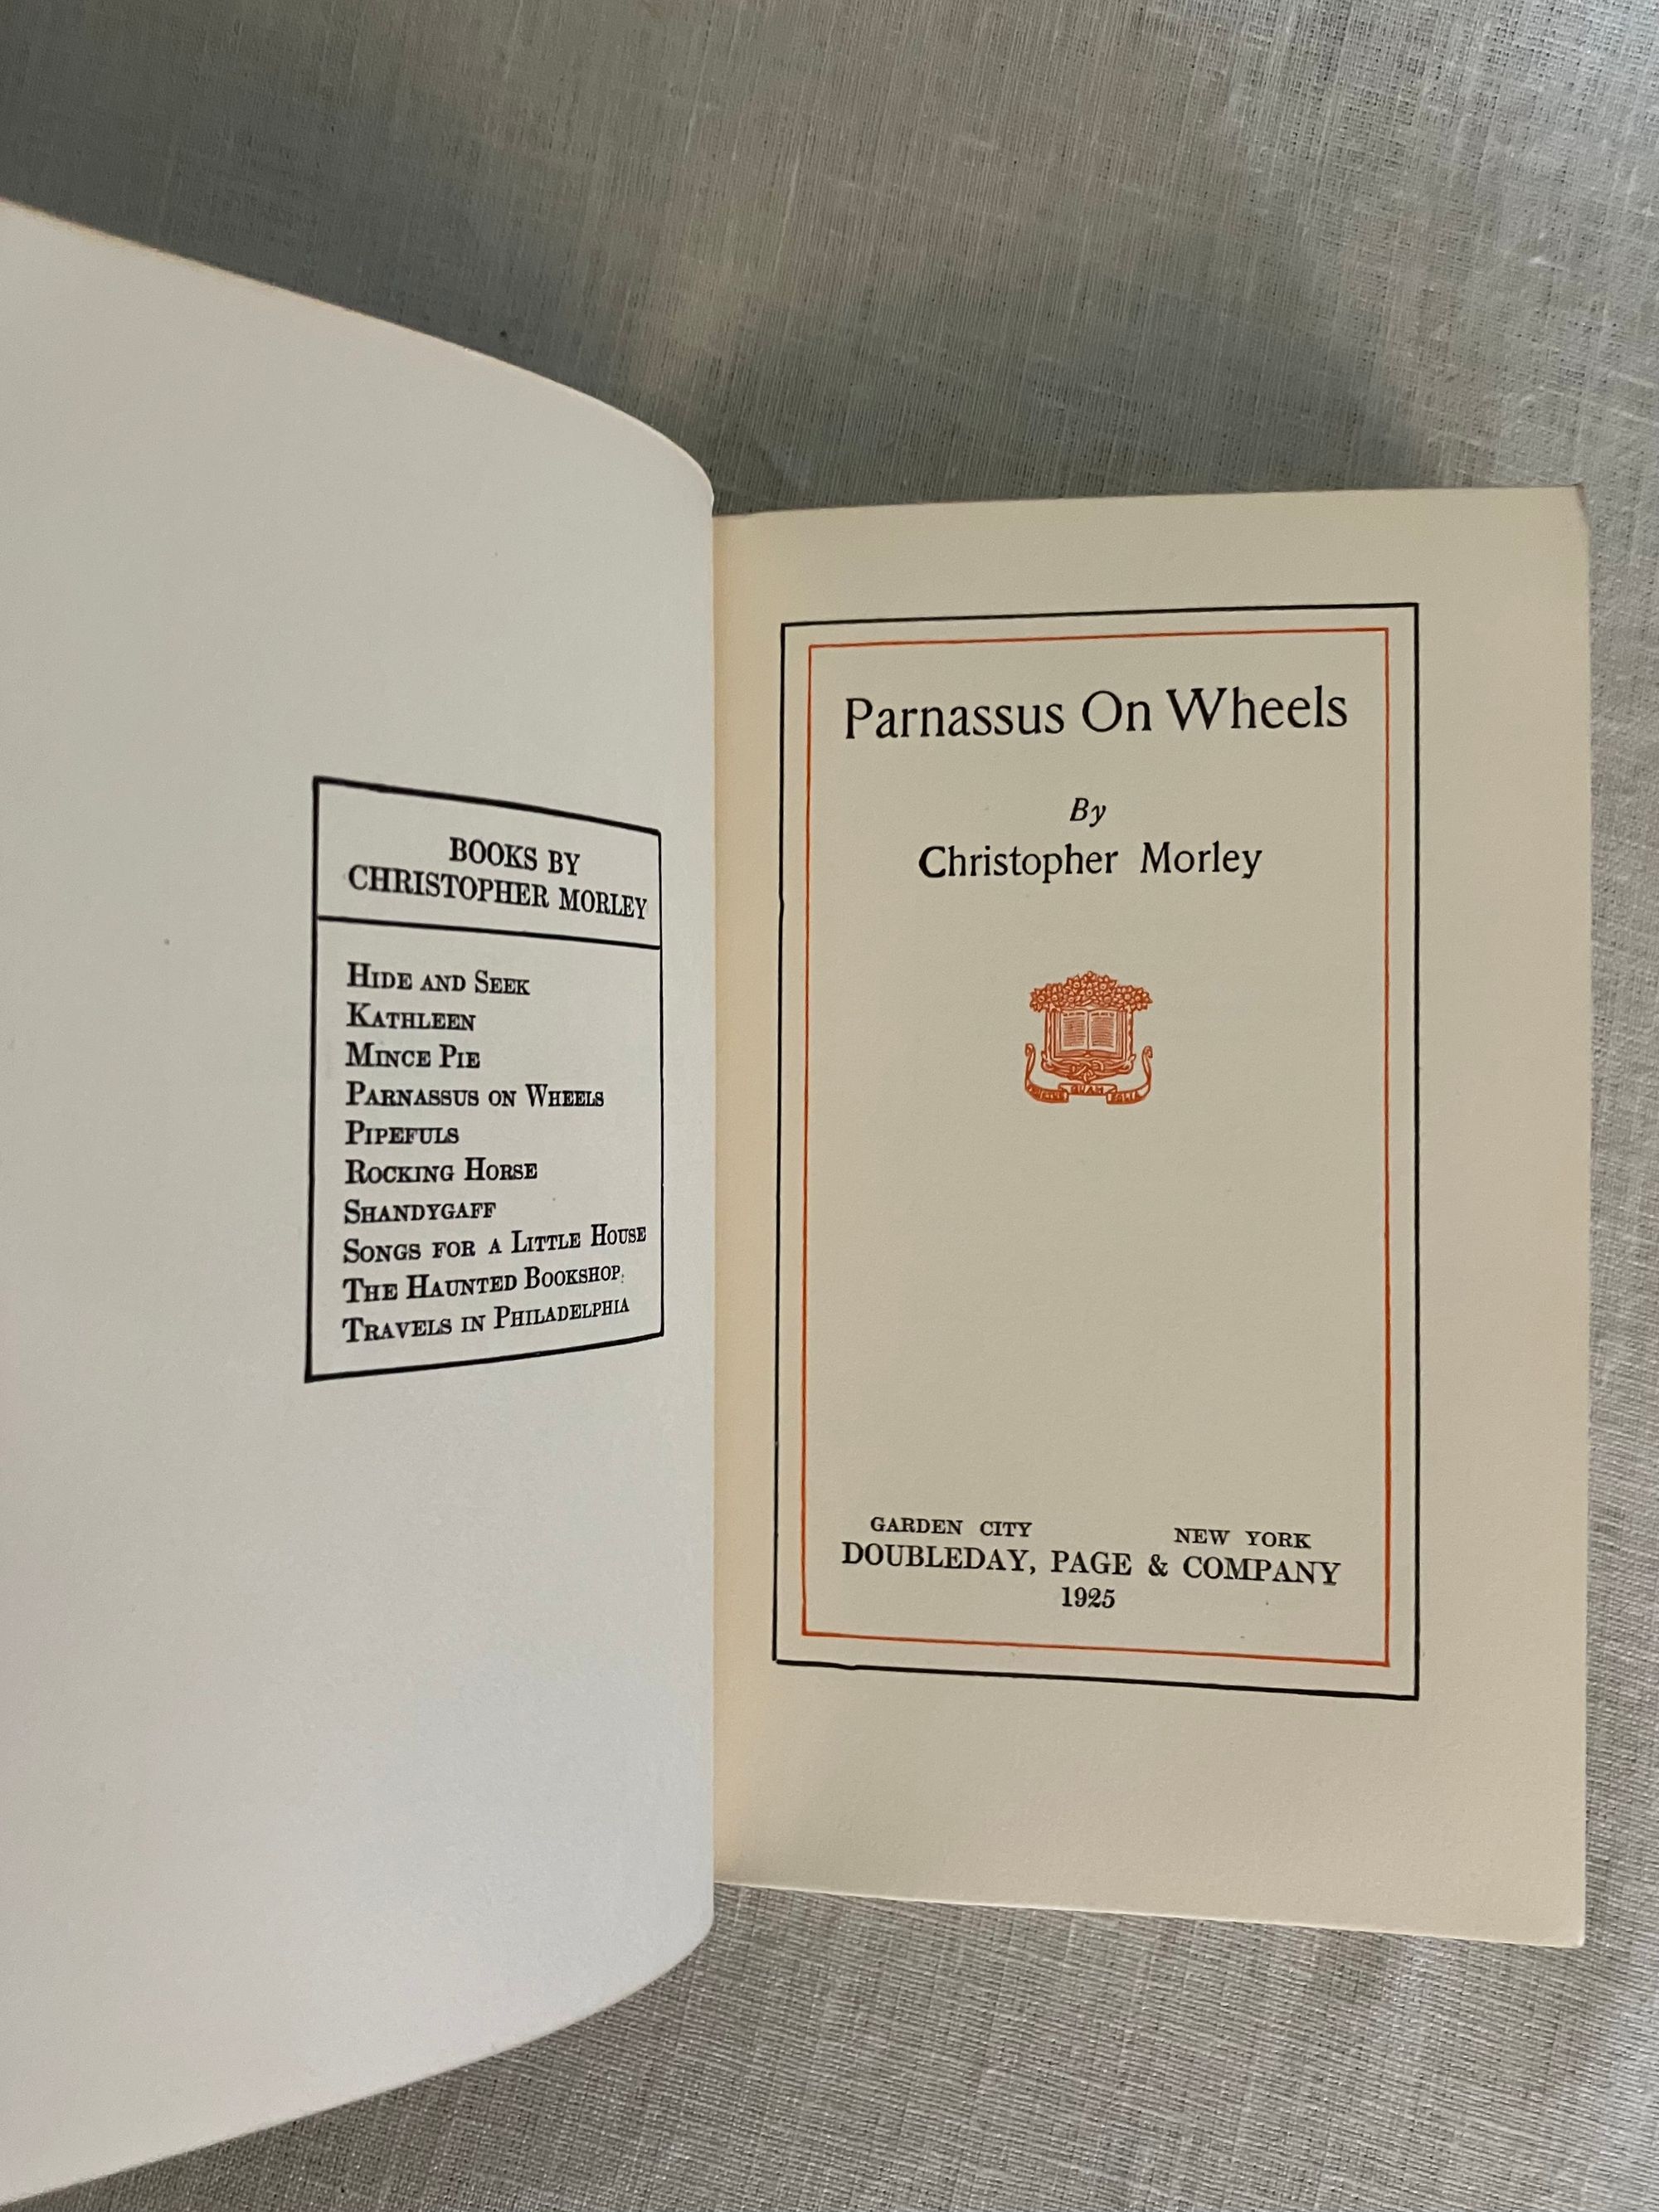 BOOKS BY
CHRISTOPHER MORLEY
HIDE AND SEEK
KATHLEEN
MINCE PIE
PARNASSUS ON WHEELS
PIPEFULS
ROCKING HORSE
SHANDYGAFF
SONGS FOR A LITTLE HOUSE
THE HAUNTED BOOKSHOP
TRAVELS IN PHILADELPHIA
Parnassus On Wheels
By
Christopher Morley
QUAM
GARDEN CITY NEW YORK
DOUBLEDAY, PAGE & COMPANY
1925